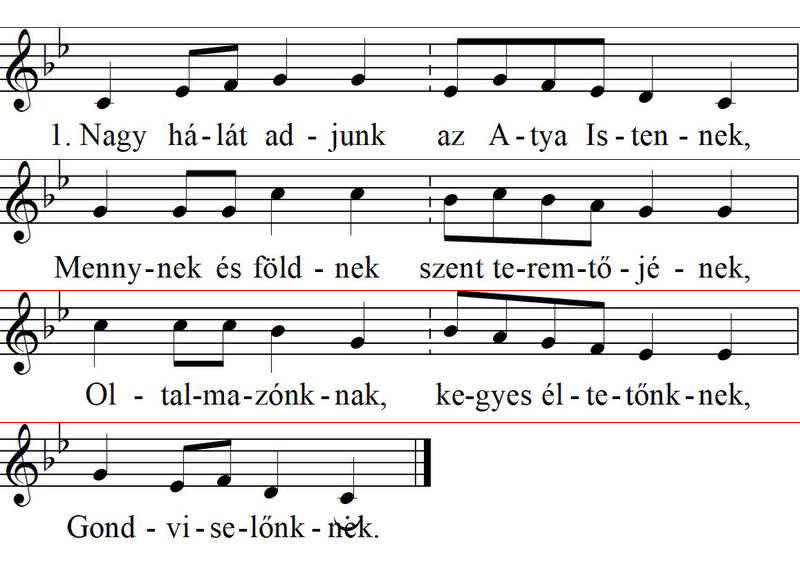 1. Nagy há-lát ad-junk az A-tya Is-ten-nek,
Meny-nek és föld-nek szent te-rem-tő-jé-nek,
Ol-tal-ma-zónk-nak, ke-gyes él-te-tőnk-nek,
Gond-vi-se-lőnk-nek.